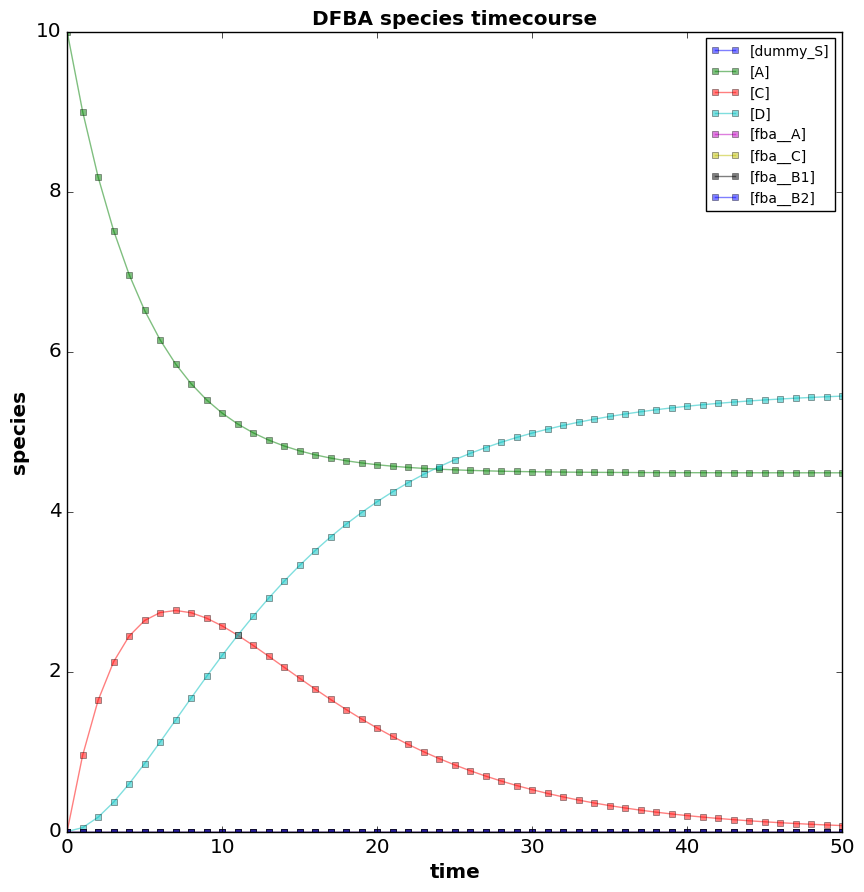 DFBA species timecourse
10
8
6
4
2
0
species
[dummy_S]
[A]
[C]
[D]
[fba__A]
[fba__C]
[fba__B1]
[fba__B2]
0 10 20 30 40 50
time